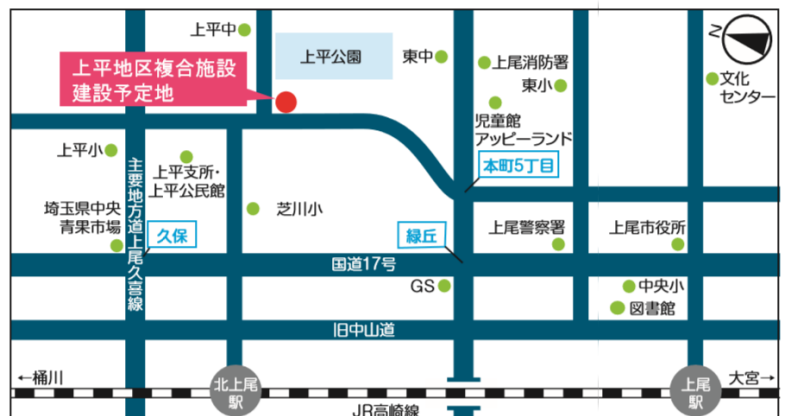 上平中
上平公園
東中
上尾消防署
東小
N
文化
センター
上平地区複合施設
建設予定地
児童館
アッピーランド
上平小
上平支所・
上平公民館
主要地方道上尾久喜線
本町5丁目
埼玉県中央
青果市場
芝川小
久保
緑丘
上尾警察署
上尾市役所
国道17号
GS
中央小
図書館
旧中山道
←桶川
北上尾
駅
上尾
駅
大宮→
JR高崎線